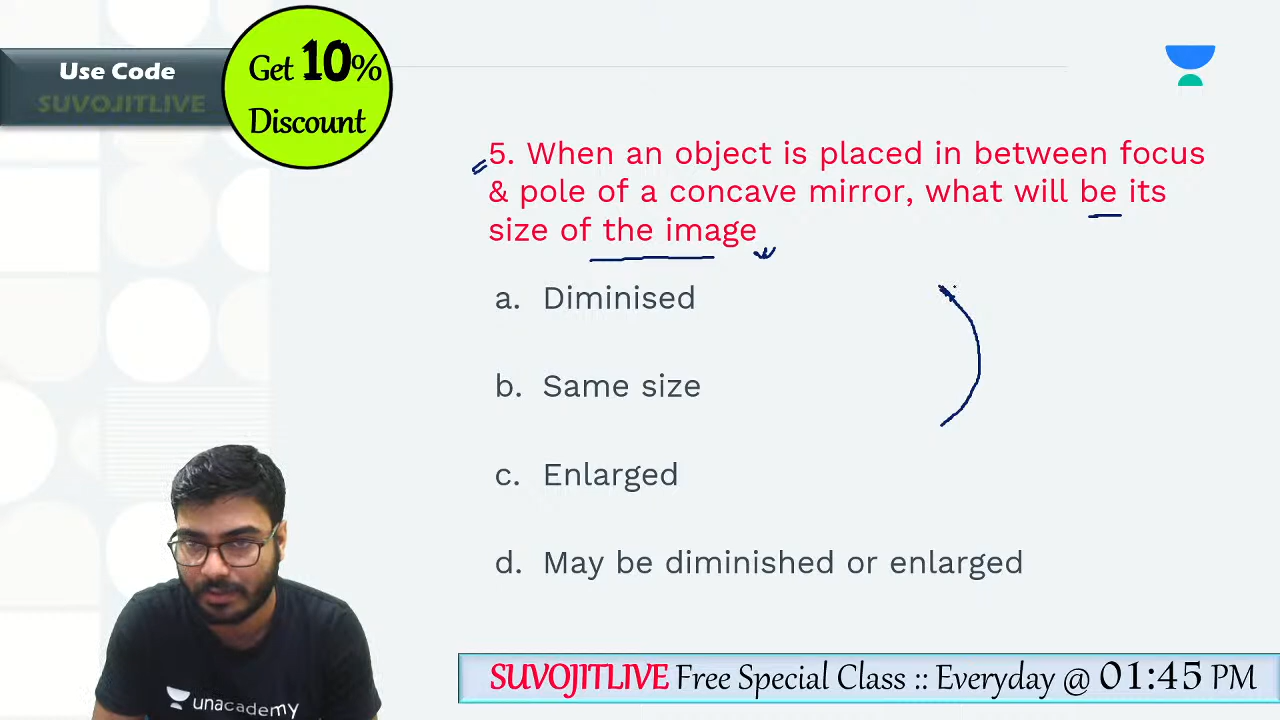 Use Code
SUVOJITLIVE
Get 10%
Discount
5. When an object is placed in between focus
& pole of a concave mirror, what will be its
size of the image
a. Diminised
b. Same size
c. Enlarged
d. May be diminished or enlarged
unacademy
SUVOJITLIVE Free Special Class :: Everyday @ 01:45 PM